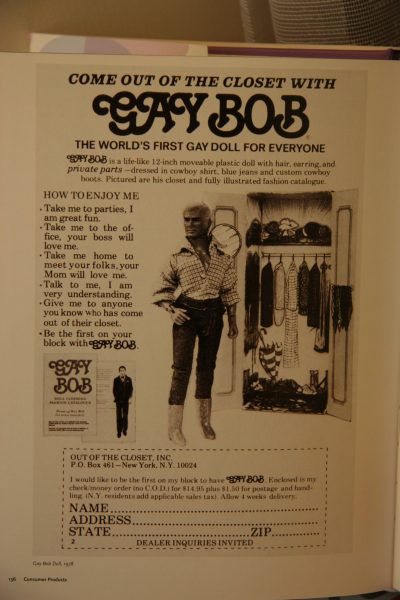 COME OUT OF THE CLOSET WITH
GAY BOB
THE WORLD'S FIRST GAY DOLL FOR EVERYONE
GAY BOB is a life-like 12-inch moveable plastic doll with hair, earring, and
private parts—dressed in cowboy shirt, blue jeans and custom cowboy
boots. Pictured are his closet and fully illustrated fashion catalogue.
HOW TO ENJOY ME
• Take me to parties, I
am great fun.
• Take me to the of-
fice, your boss will
love me.
• Take me home to
meet your folks, your
Mom will love me.
• Talk to me, I am
very understanding.
• Give me to anyone
you know who has come
out of their closet.
• Be the first on your
block with GAY BOB.
GAY
BOB
DOLL CLOTHING
FASHION CATALOGUE
OUT OF THE CLOSET, INC.
P.O. Box 461—New York, N.Y. 10024
I would like to be the first on my block to have GAY BOB. Enclosed is my
check/money order (no C.O.D.) for $14.95 plus $1.50 for postage and hand-
ling. (N.Y. residents add applicable sales tax). Allow 4 weeks delivery.
NAME
ADDRESS
STATE ZIP
2 DEALER INQUIRIES INVITED
Gay Bob Doll, 1978
156 Consumer Products